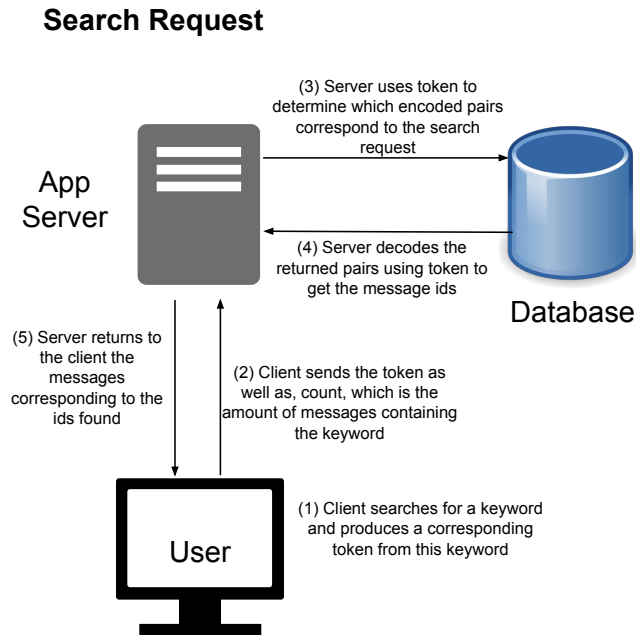 Search Request
(3) Server uses token to
determine which encoded pairs
correspond to the search
request
App
Server
(4) Server decodes the
returned pairs using token to
get the message ids
Database
(5) Server returns to
the client the
messages
corresponding to the
ids found
(2) Client sends the token as
well as, count, which is the
amount of messages containing
the keyword
(1) Client searches for a keyword
and produces a corresponding
token from this keyword
User